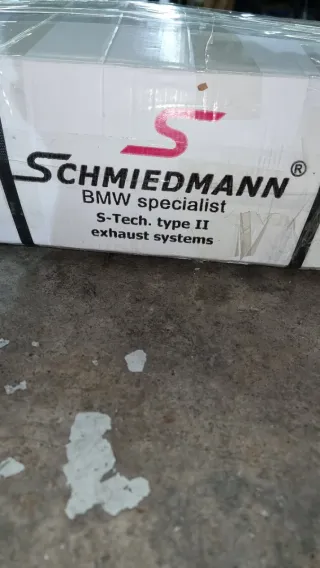 S
SCHMIEDMANN®
BMW specialist
S-Tech. type II
exhaust systems